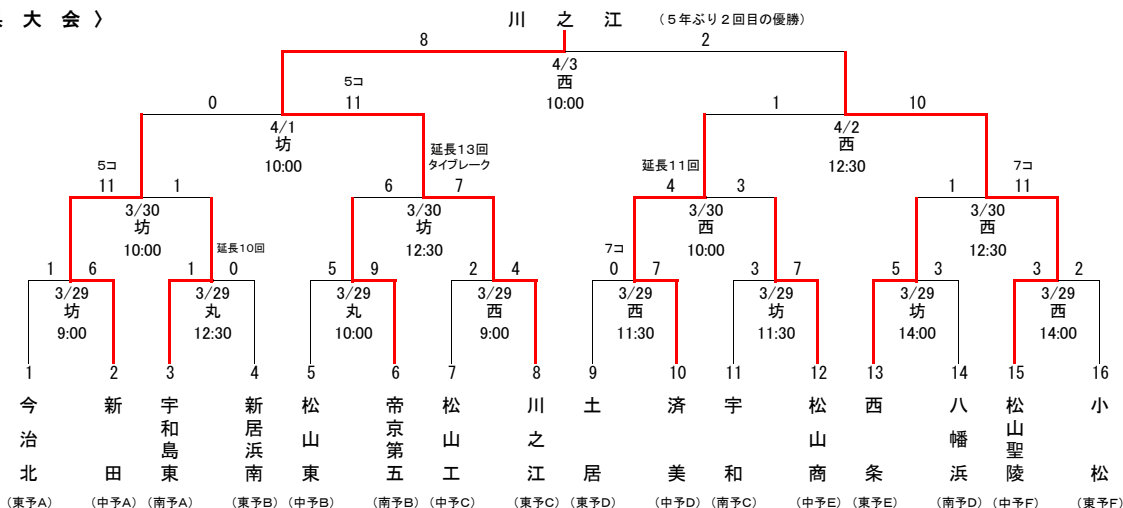 大 会 〉
川 之 江 （５年ぶり２回目の優勝）
8 2
4/3
西
10:00
5コ
0 11 1 10
4/1 4/2
坊 西
10:00 12:30
延長１３回
タイブレーク
5コ 延長１１回 7コ
11 1 6 7 4 3 1 11
3/30 3/30 3/30 3/30
坊 坊 西 西
10:00 12:30 10:00 12:30
延長１０回 7コ
1 6 1 0 5 9 2 4 0 7 3 7 5 3 3 2
3/29 3/29 3/29 3/29 3/29 3/29 3/29 3/29
坊 丸 丸 西 西 坊 坊 西
9:00 12:30 10:00 9:00 11:30 11:30 14:00 14:00
1 2 3 4 5 6 7 8 9 10 11 12 13 14 15 16
今治北 新田 宇和島東 新居浜南 松山東 帝京第五 松山工 川之江 土居 済美 宇和 松山商 西条 八幡浜 松山聖陵 小松
（東予A） （中予A） （南予A） （東予B） （中予B） （南予B） （中予C） （東予C） （東予D） （中予D） （南予C） （中予E） （東予E） （南予D） （中予F） （東予F）